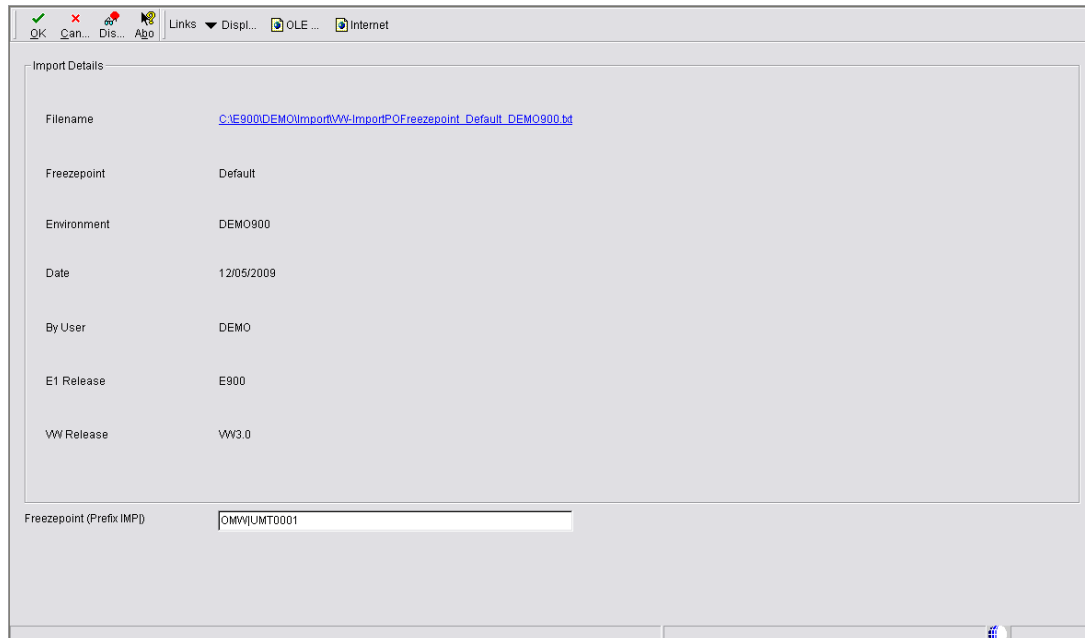 OK Can... Dis... Abo Links Displ... OLE ... Internet
Import Details
Filename C:\E900\DEMO\Import\VW-ImportPOFreezepoint_Default_DEMO900.txt
Freezepoint Default
Environment DEMO900
Date 12/05/2009
By User DEMO
E1 Release E900
VW Release VW3.0
Freezepoint (Prefix IMP|) OMW|UMT0001